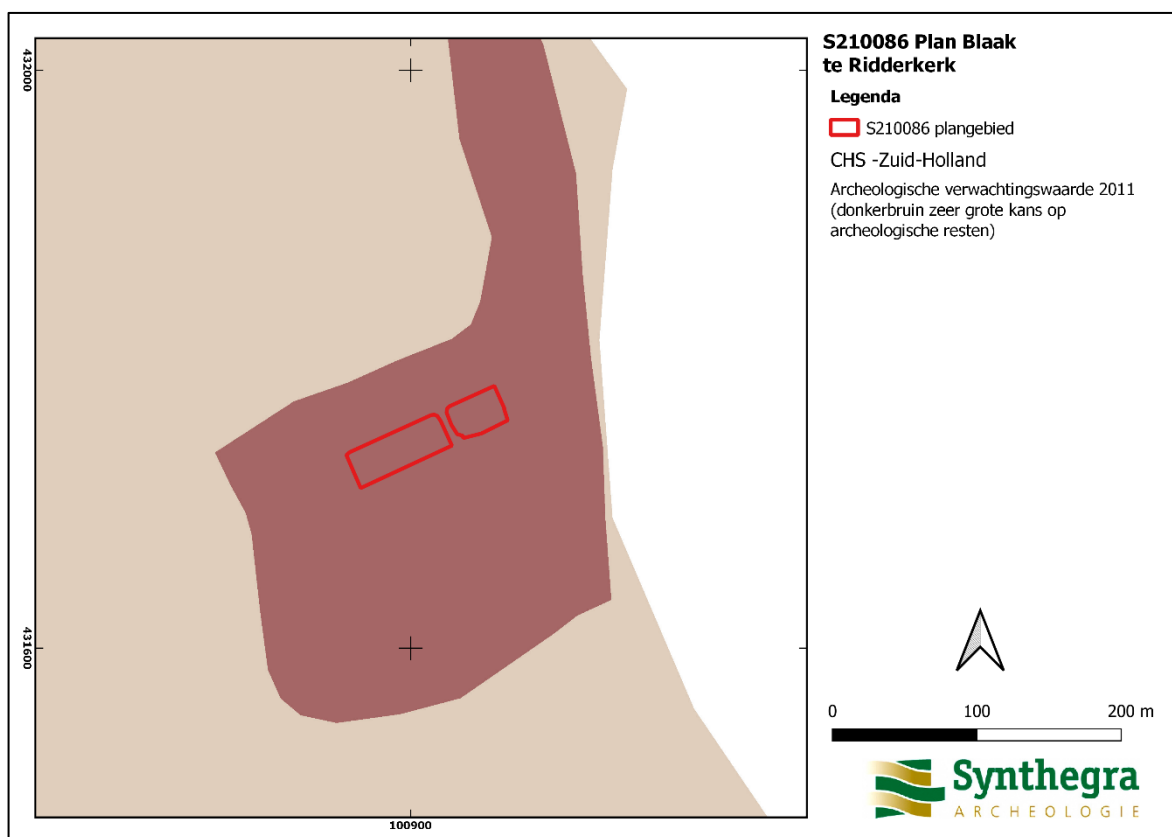 S210086 Plan Blaak
te Ridderkerk
Legenda
S210086 plangebied
CHS -Zuid-Holland
Archeologische verwachtingswaarde 2011
(donkerbruin zeer grote kans op
archeologische resten)
432000
431600
100900
0 100 200 m
Synthegra
ARCHEOLOGIE